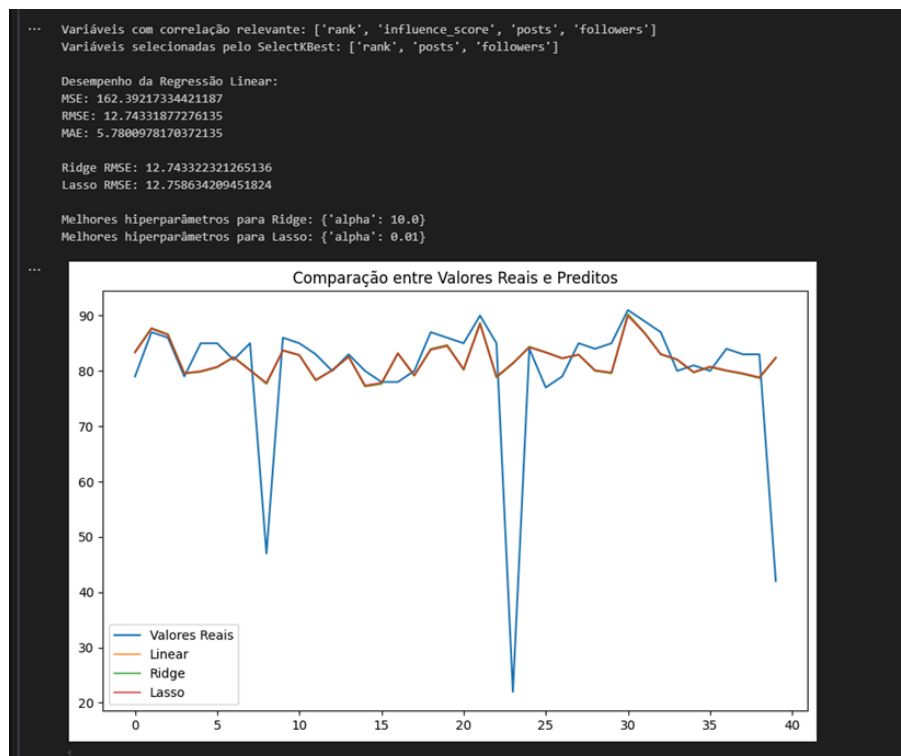 ... Variáveis com correlação relevante: ['rank', 'influence_score', 'posts', 'followers']
Variáveis selecionadas pelo SelectKBest: ['rank', 'posts', 'followers']
Desempenho da Regressão Linear:
MSE: 162.39217334421187
RMSE: 12.74331877276135
MAE: 5.7800978170372135
Ridge RMSE: 12.743322321265136
Lasso RMSE: 12.758634209451824
Melhores hiperparâmetros para Ridge: {'alpha': 10.0}
Melhores hiperparâmetros para Lasso: {'alpha': 0.01}
...
Comparação entre Valores Reais e Preditos
90
80
70
60
50
40
30
20
Valores Reais
Linear
Ridge
Lasso
0 5 10 15 20 25 30 35 40